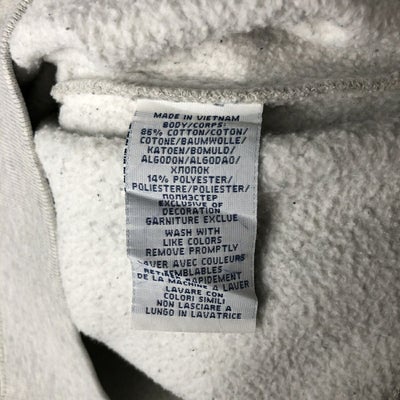 MADE IN VIETNAM
BODY/CORPS:
86% COTTON/COTON/
COTONE/BAUMWOLLE/
KATOEN/BOMULD/
ALGODON/ALGODAO/
ХЛОПОК
14% POLYESTER/
POLIESTERE/POLIESTER/
ПОЛИЭСТЕР
EXCLUSIVE OF
DECORATION
GARNITURE EXCLUE
WASH WITH
LIKE COLORS
REMOVE PROMPTLY
LAVER AVEC COULEURS
RETIRER RAPIDEMENT
DE LA MACHINE A LAVER
LAVARE CON
COLORI SIMILI
NON LASCIARE A
LUNGO IN LAVATRICE